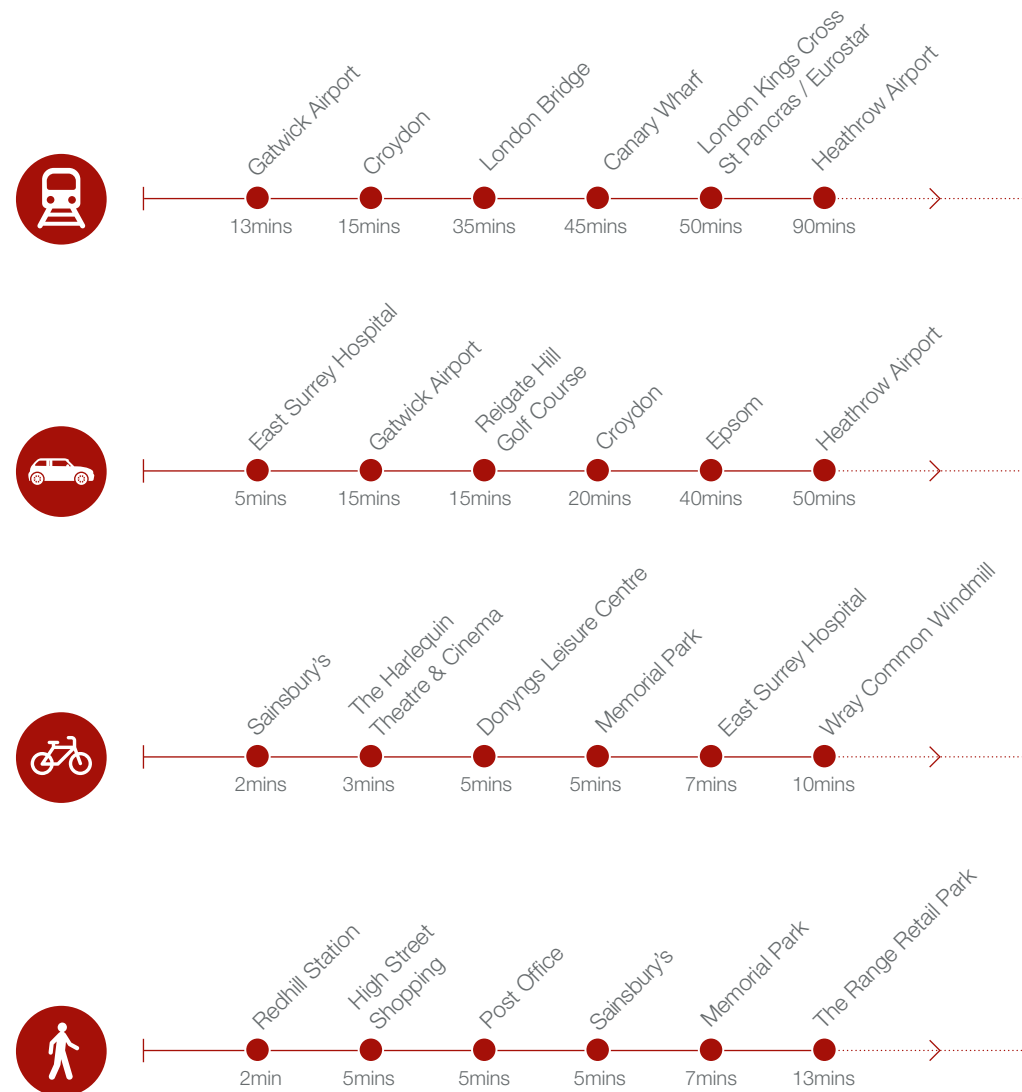 Gatwick Airport
Croydon
London Bridge
Canary Wharf
London Kings Cross
St Pancras / Eurostar
Heathrow Airport
13mins
15mins
35mins
45mins
50mins
90mins
East Surrey Hospital
Gatwick Airport
Reigate Hill
Golf Course
Croydon
Epsom
Heathrow Airport
5mins
15mins
15mins
20mins
40mins
50mins
Sainsbury's
The Harlequin
Theatre & Cinema
Donyngs Leisure Centre
Memorial Park
East Surrey Hospital
Wray Common Windmill
2mins
3mins
5mins
5mins
7mins
10mins
Redhill Station
High Street
Shopping
Post Office
Sainsbury's
Memorial Park
The Range Retail Park
2min
5mins
5mins
5mins
7mins
13mins